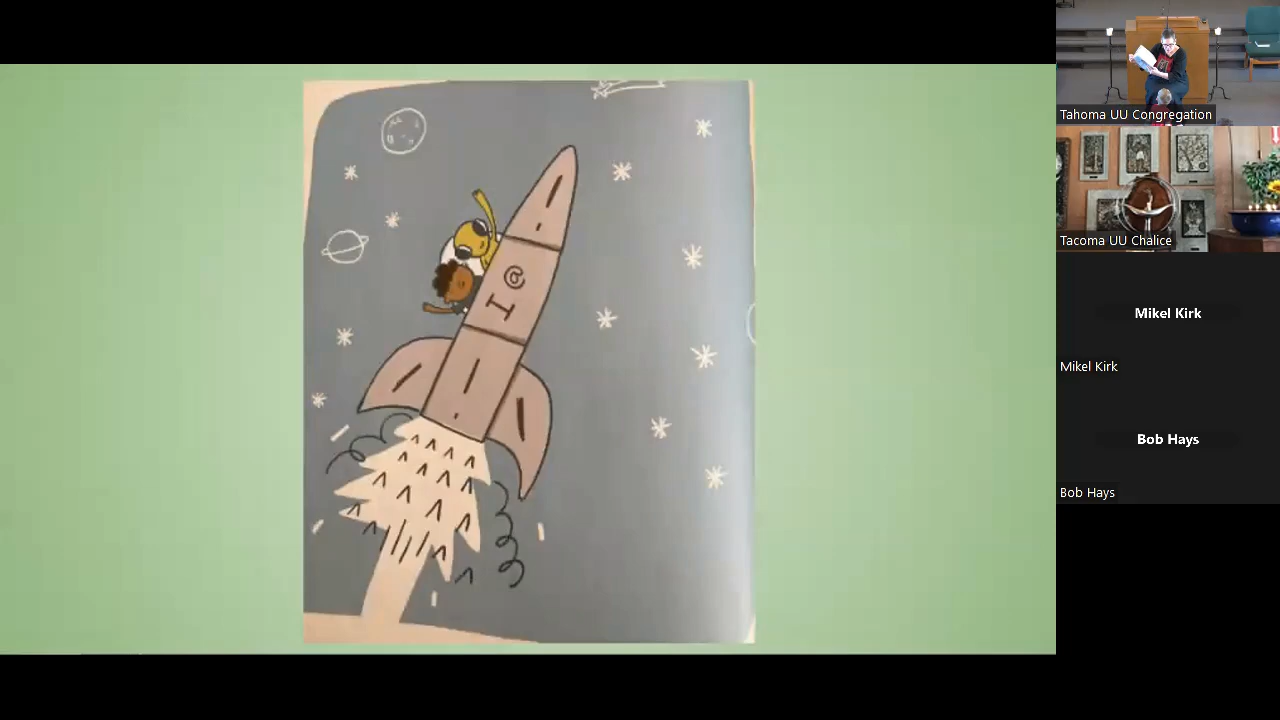 Tahoma UU Congregation
Tacoma UU Chalice
Mikel Kirk
Mikel Kirk
Bob Hays
Bob Hays